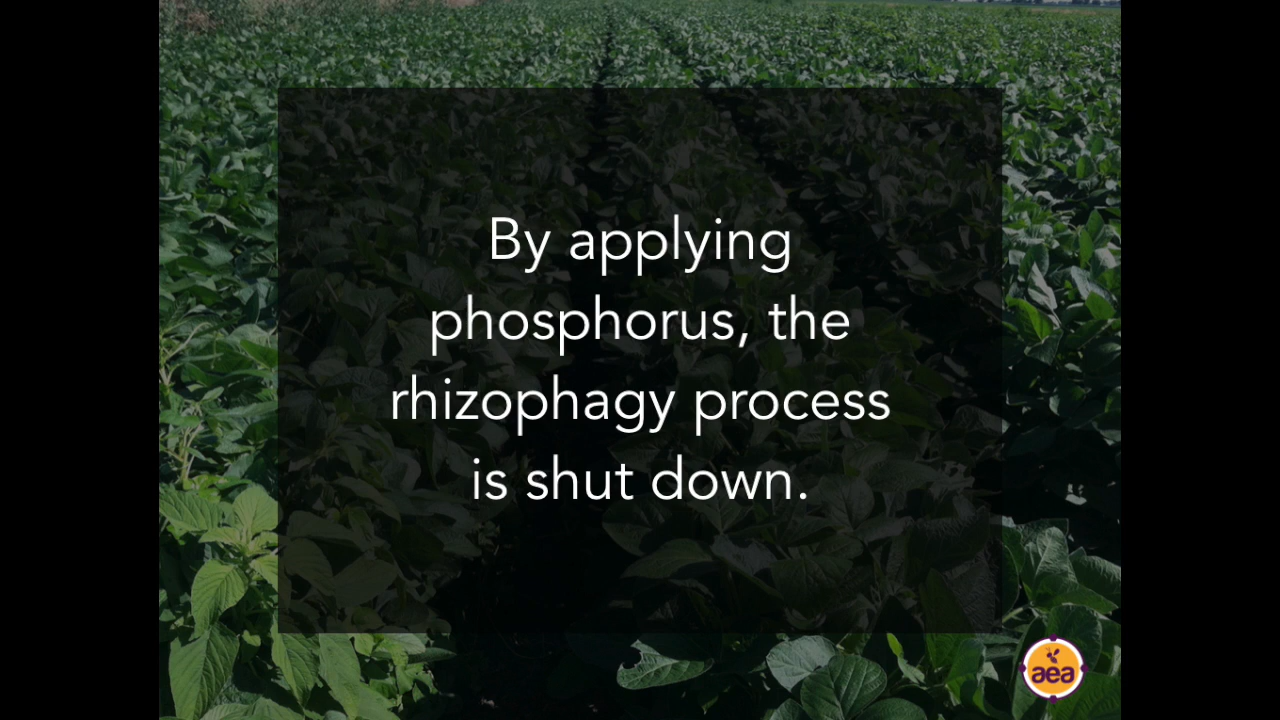 By applying
phosphorus, the
rhizophagy process
is shut down.
aea